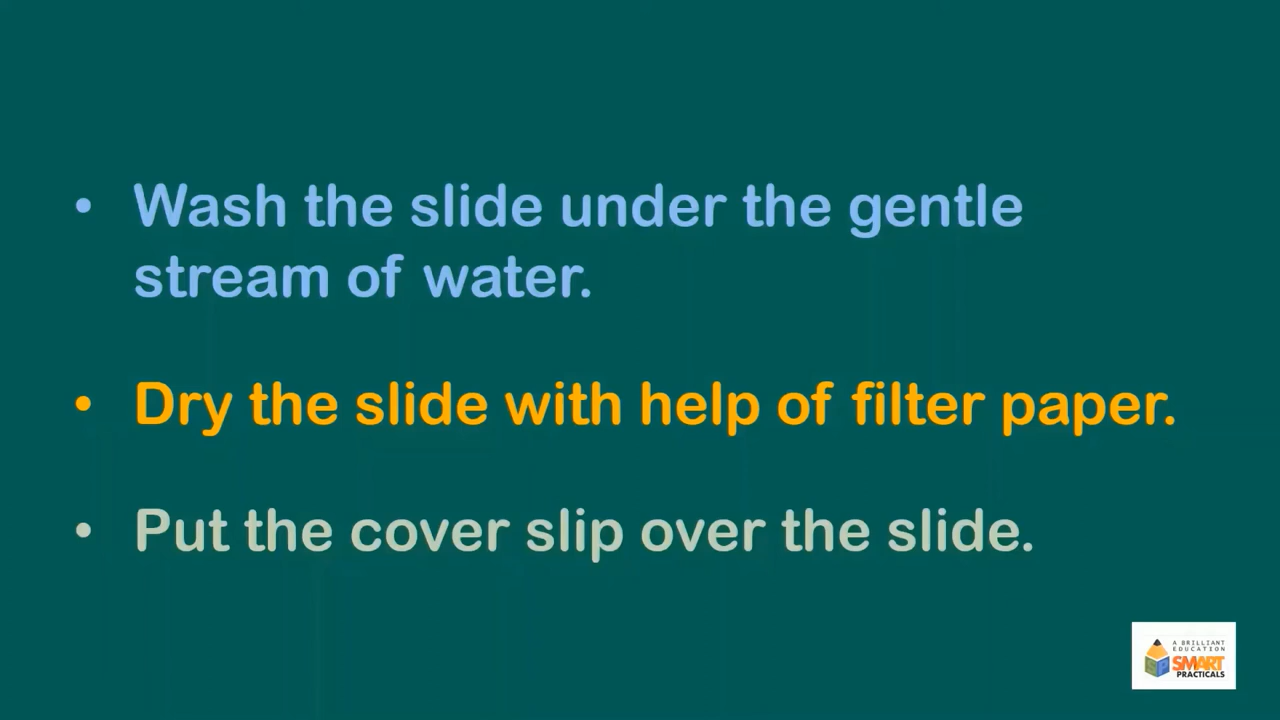 • Wash the slide under the gentle
stream of water.
• Dry the slide with help of filter paper.
• Put the cover slip over the slide.
A BRILLIANT
EDUCATION
SMART
PRACTICALS